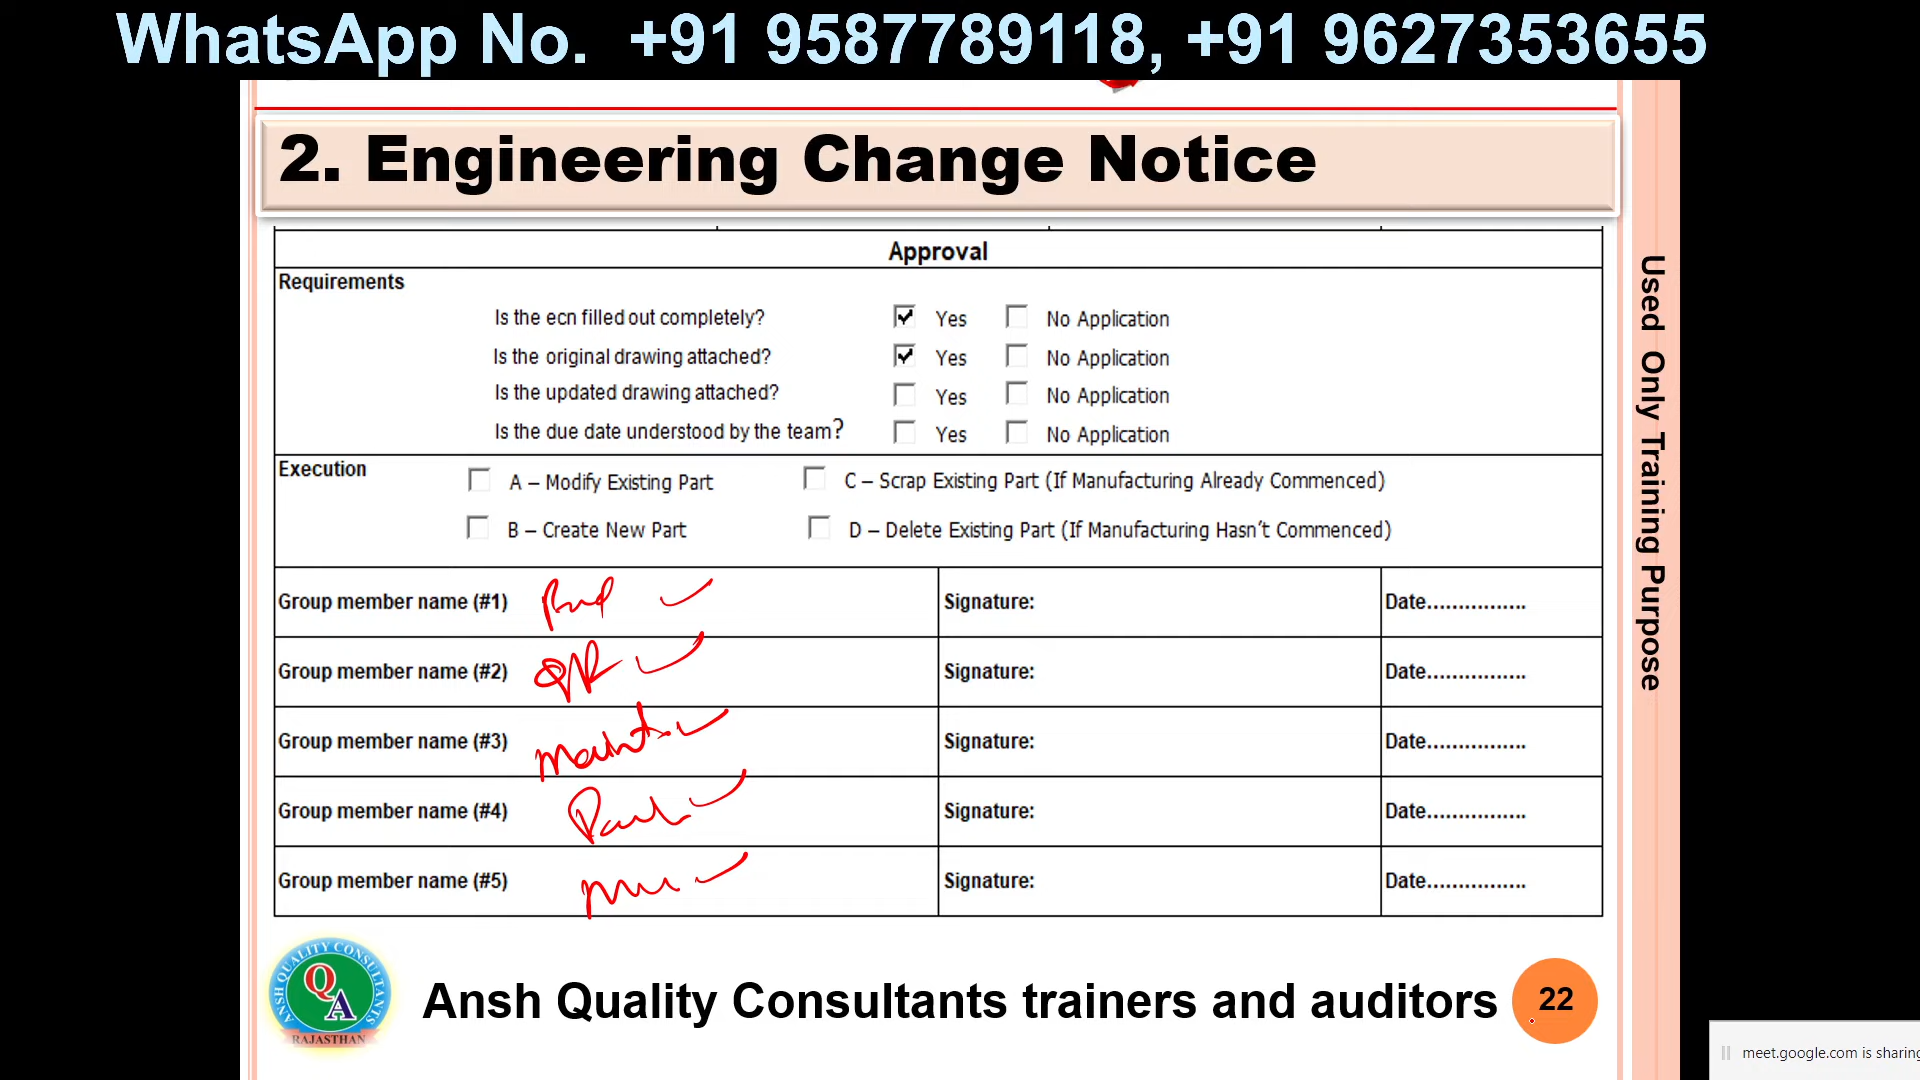 WhatsApp No. +91 9587789118, +91 9627353655
2. Engineering Change Notice
Approval
Requirements
Is the ecn filled out completely? Yes No Application
Is the original drawing attached? Yes No Application
Is the updated drawing attached? Yes No Application
Is the due date understood by the team? Yes No Application
Execution
A – Modify Existing Part C – Scrap Existing Part (If Manufacturing Already Commenced)
B – Create New Part D – Delete Existing Part (If Manufacturing Hasn't Commenced)
Group member name (#1) Signature: Date................
Group member name (#2) Signature: Date................
Group member name (#3) Signature: Date................
Group member name (#4) Signature: Date................
Group member name (#5) Signature: Date................
Used Only Training Purpose
ANSH QUALITY CONSULTANTS
QA
RAJASTHAN
Ansh Quality Consultants trainers and auditors 22
meet.google.com is sharing